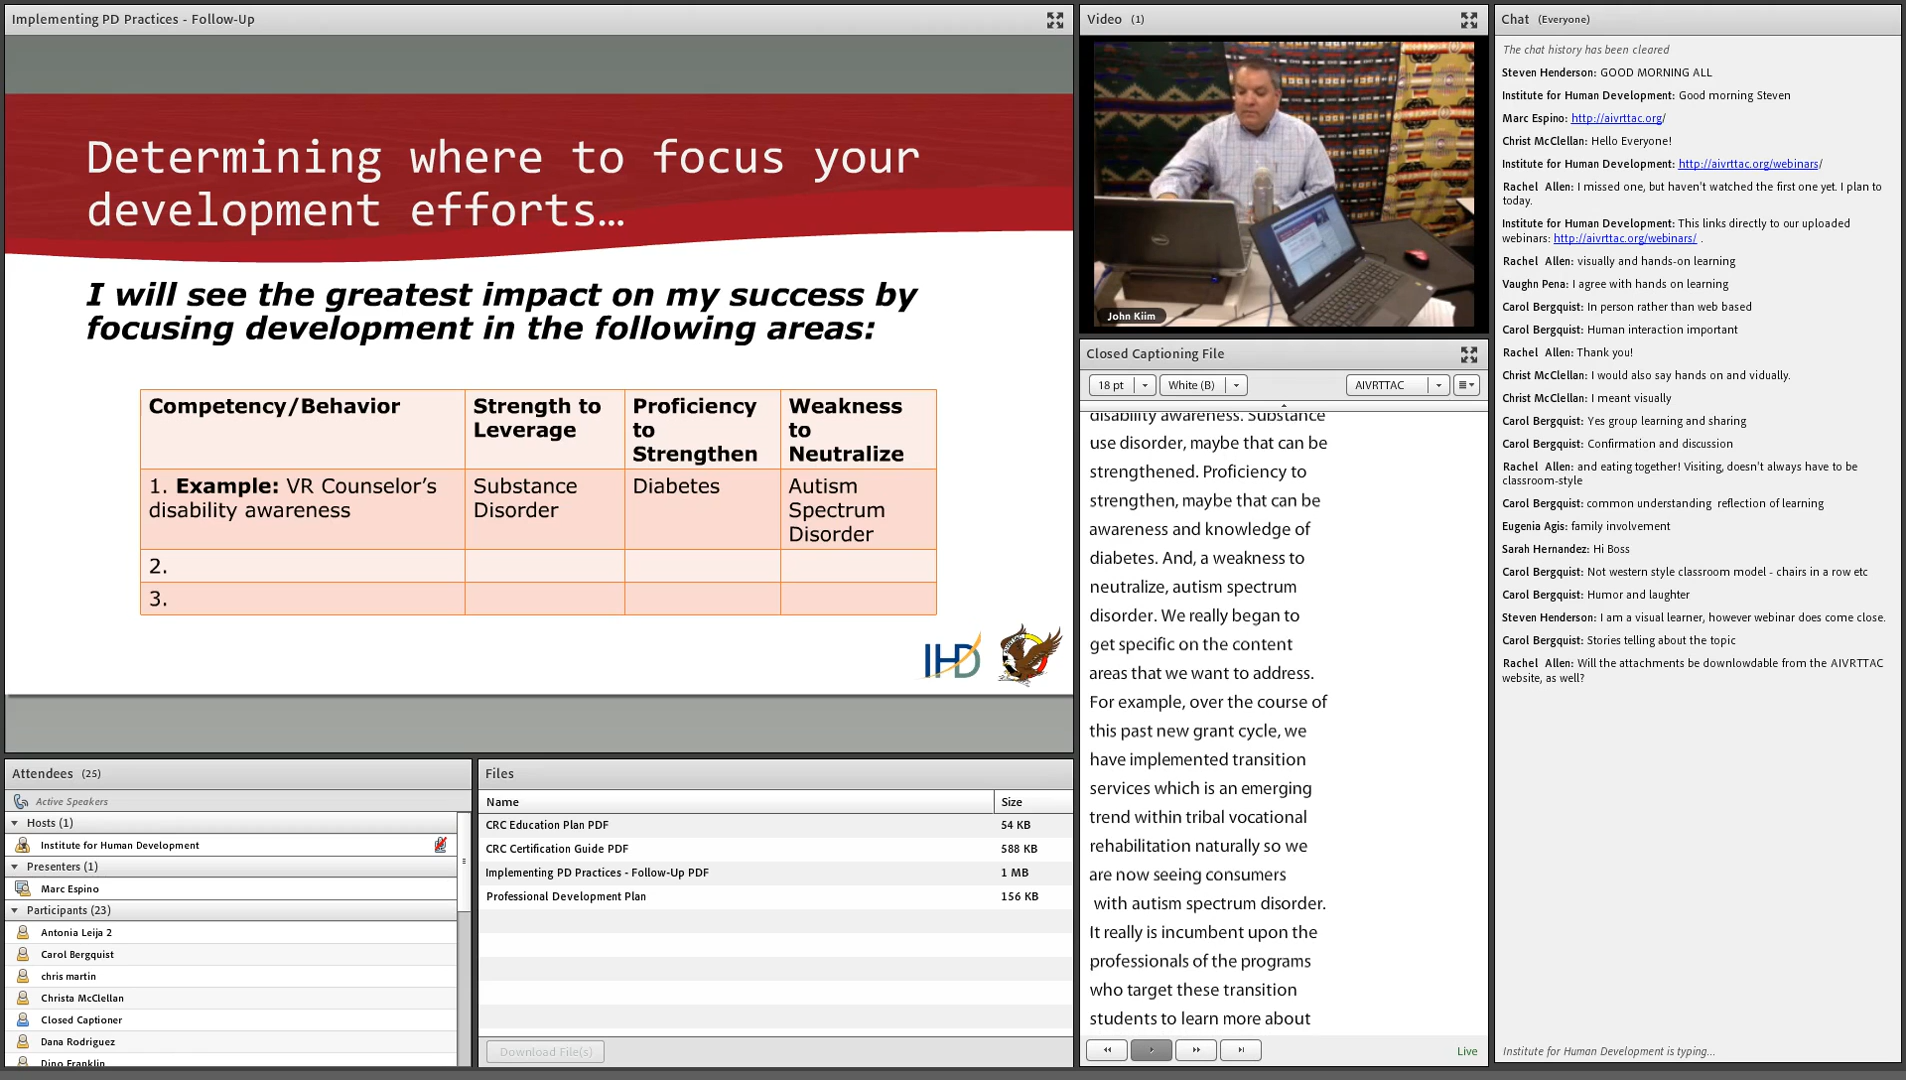 Implementing PD Practices - Follow-Up
Determining where to focus your
development efforts…
I will see the greatest impact on my success by
focusing development in the following areas:
Competency/Behavior
Strength to
Leverage
Proficiency
to
Strengthen
Weakness
to
Neutralize
1. Example: VR Counselor's
disability awareness
Substance
Disorder
Diabetes
Autism
Spectrum
Disorder
2.
3.
IHD
Attendees (25)
Active Speakers
Hosts (1)
Institute for Human Development
Presenters (1)
Marc Espino
Participants (23)
Antonia Leija 2
Carol Bergquist
chris martin
Christa McClellan
Closed Captioner
Dana Rodriguez
Dino Franklin
Files
Name Size
CRC Education Plan PDF 54 KB
CRC Certification Guide PDF 588 KB
Implementing PD Practices - Follow-Up PDF 1 MB
Professional Development Plan 156 KB
Download File(s)
Video (1)
John Kiim
Closed Captioning File
18 pt White (B) AIVRTTAC
disability awareness. Substance
use disorder, maybe that can be
strengthened. Proficiency to
strengthen, maybe that can be
awareness and knowledge of
diabetes. And, a weakness to
neutralize, autism spectrum
disorder. We really began to
get specific on the content
areas that we want to address.
For example, over the course of
this past new grant cycle, we
have implemented transition
services which is an emerging
trend within tribal vocational
rehabilitation naturally so we
are now seeing consumers
with autism spectrum disorder.
It really is incumbent upon the
professionals of the programs
who target these transition
students to learn more about
Live
Chat (Everyone)
The chat history has been cleared
Steven Henderson: GOOD MORNING ALL
Institute for Human Development: Good morning Steven
Marc Espino: http://aivrttac.org/
Christ McClellan: Hello Everyone!
Institute for Human Development: http://aivrttac.org/webinars/
Rachel Allen: I missed one, but haven't watched the first one yet. I plan to
today.
Institute for Human Development: This links directly to our uploaded
webinars: http://aivrttac.org/webinars/ .
Rachel Allen: visually and hands-on learning
Vaughn Pena: I agree with hands on learning
Carol Bergquist: In person rather than web based
Carol Bergquist: Human interaction important
Rachel Allen: Thank you!
Christ McClellan: I would also say hands on and vidually.
Christ McClellan: I meant visually
Carol Bergquist: Yes group learning and sharing
Carol Bergquist: Confirmation and discussion
Rachel Allen: and eating together! Visiting, doesn't always have to be
classroom-style
Carol Bergquist: common understanding reflection of learning
Eugenia Agis: family involvement
Sarah Hernandez: Hi Boss
Carol Bergquist: Not western style classroom model - chairs in a row etc
Carol Bergquist: Humor and laughter
Steven Henderson: I am a visual learner, however webinar does come close.
Carol Bergquist: Stories telling about the topic
Rachel Allen: Will the attachments be downlowdable from the AIVRTTAC
website, as well?
Institute for Human Development is typing...